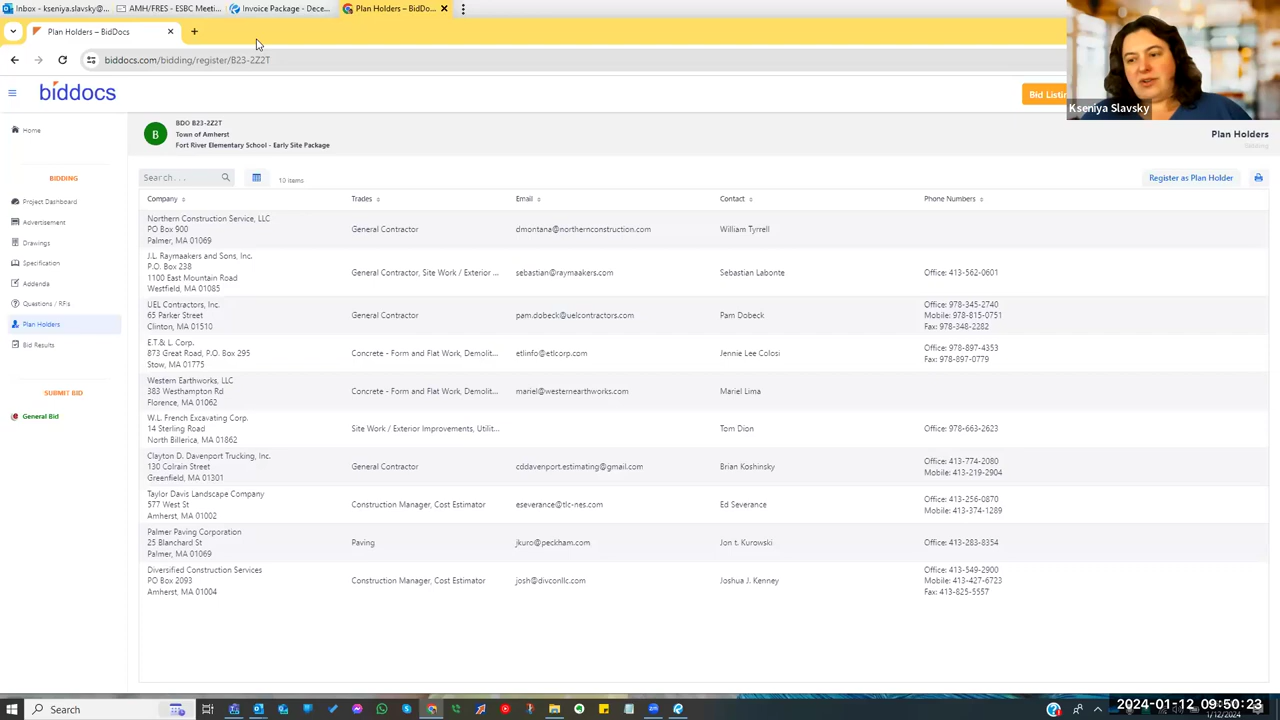 Inbox - kseniya.slavsky@...
AMH/FRES - ESBC Meeti...
Invoice Package - Dece...
Plan Holders – BidDo...
Plan Holders – BidDocs
biddocs.com/bidding/register/B23-2Z2T
biddocs
Bid Listin
Kseniya Slavsky
Home
BIDDING
Project Dashboard
Advertisement
Drawings
Specification
Addenda
Questions / RFIs
Plan Holders
Bid Results
SUBMIT BID
General Bid
B
BDO B23-2Z2T
Town of Amherst
Fort River Elementary School - Early Site Package
Plan Holders
Bidding
Search...
10 items
Register as Plan Holder
Company Trades Email Contact Phone Numbers
Northern Construction Service, LLC
PO Box 900
Palmer, MA 01069
General Contractor
dmontana@northernconstruction.com
William Tyrrell
J.L. Raymaakers and Sons, Inc.
P.O. Box 238
1100 East Mountain Road
Westfield, MA 01085
General Contractor, Site Work / Exterior ...
sebastian@raymaakers.com
Sebastian Labonte
Office: 413-562-0601
UEL Contractors, Inc.
65 Parker Street
Clinton, MA 01510
General Contractor
pam.dobeck@uelcontractors.com
Pam Dobeck
Office: 978-345-2740
Mobile: 978-815-0751
Fax: 978-348-2282
E.T.& L. Corp.
873 Great Road, P.O. Box 295
Stow, MA 01775
Concrete - Form and Flat Work, Demolit...
etlinfo@etlcorp.com
Jennie Lee Colosi
Office: 978-897-4353
Fax: 978-897-0779
Western Earthworks, LLC
383 Westhampton Rd
Florence, MA 01062
Concrete - Form and Flat Work, Demolit...
mariel@westernearthworks.com
Mariel Lima
W.L. French Excavating Corp.
14 Sterling Road
North Billerica, MA 01862
Site Work / Exterior Improvements, Utilit...
Tom Dion
Office: 978-663-2623
Clayton D. Davenport Trucking, Inc.
130 Colrain Street
Greenfield, MA 01301
General Contractor
cddavenport.estimating@gmail.com
Brian Koshinsky
Office: 413-774-2080
Mobile: 413-219-2904
Taylor Davis Landscape Company
577 West St
Amherst, MA 01002
Construction Manager, Cost Estimator
eseverance@tlc-nes.com
Ed Severance
Office: 413-256-0870
Mobile: 413-374-1289
Palmer Paving Corporation
25 Blanchard St
Palmer, MA 01069
Paving
jkuro@peckham.com
Jon t. Kurowski
Office: 413-283-8354
Diversified Construction Services
PO Box 2093
Amherst, MA 01004
Construction Manager, Cost Estimator
josh@divconllc.com
Joshua J. Kenney
Office: 413-549-2900
Mobile: 413-427-6723
Fax: 413-825-5557
Search
2024-01-12 09:50:23
1/12/2024